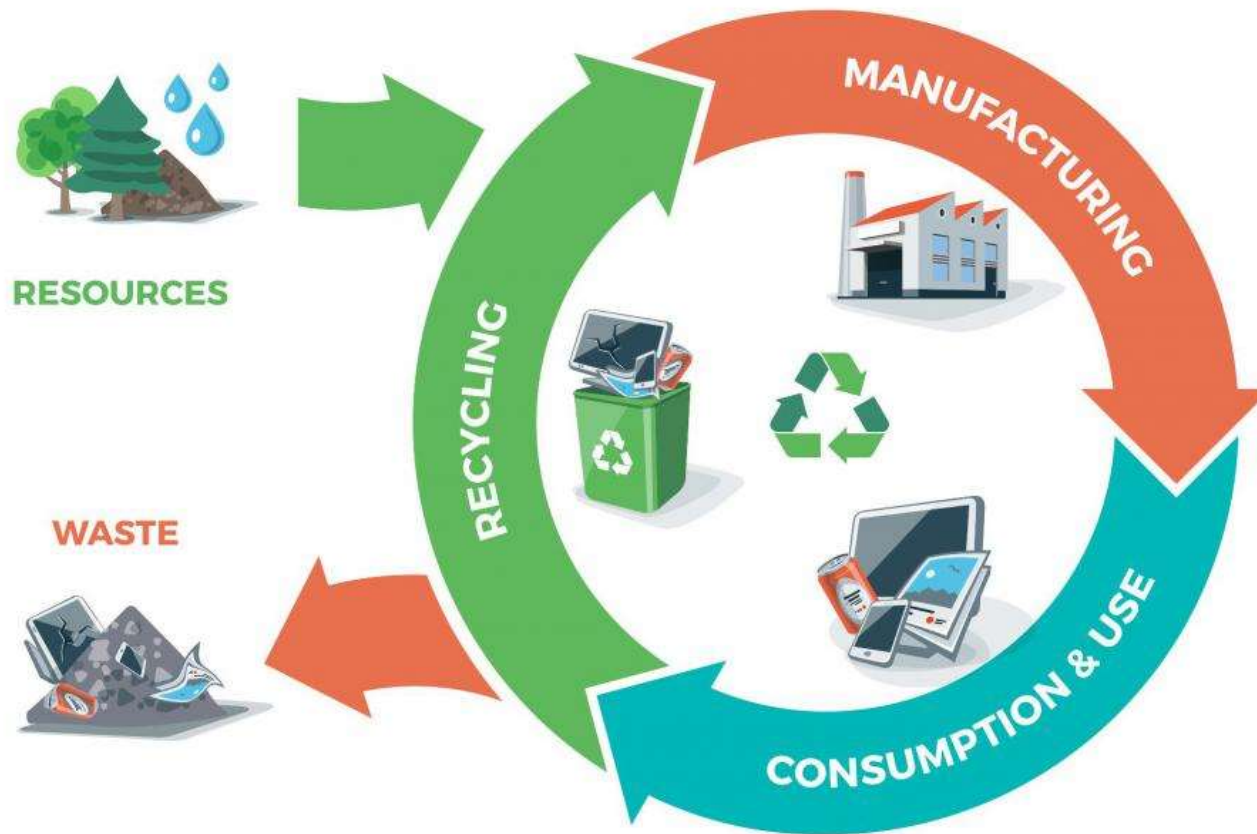 RESOURCES
WASTE
RECYCLING
MANUFACTURING
CONSUMPTION & USE